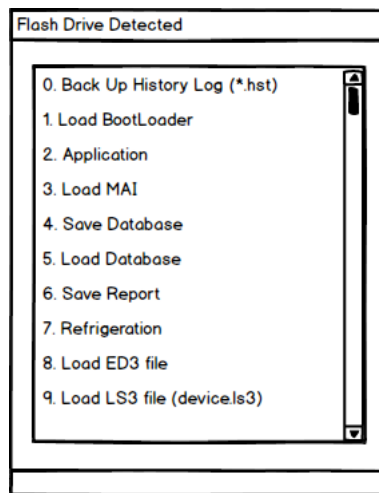 Flash Drive Detected
0. Back Up History Log (*.hst)
1. Load BootLoader
2. Application
3. Load MAI
4. Save Database
5. Load Database
6. Save Report
7. Refrigeration
8. Load ED3 file
9. Load LS3 file (device.ls3)